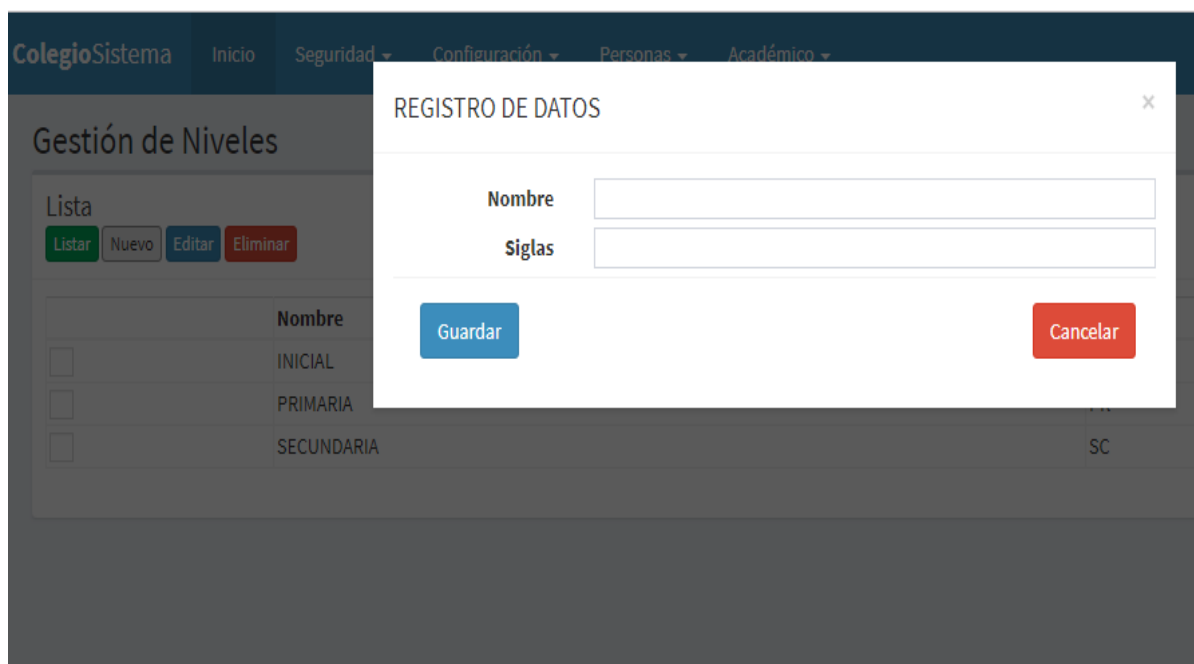 ColegioSistema Inicio Seguridad Configuración Personas Académico
REGISTRO DE DATOS ×
Gestión de Niveles
Nombre
Siglas
Guardar Cancelar
Lista
Listar Nuevo Editar Eliminar
Nombre
INICIAL
PRIMARIA
SECUNDARIA SC